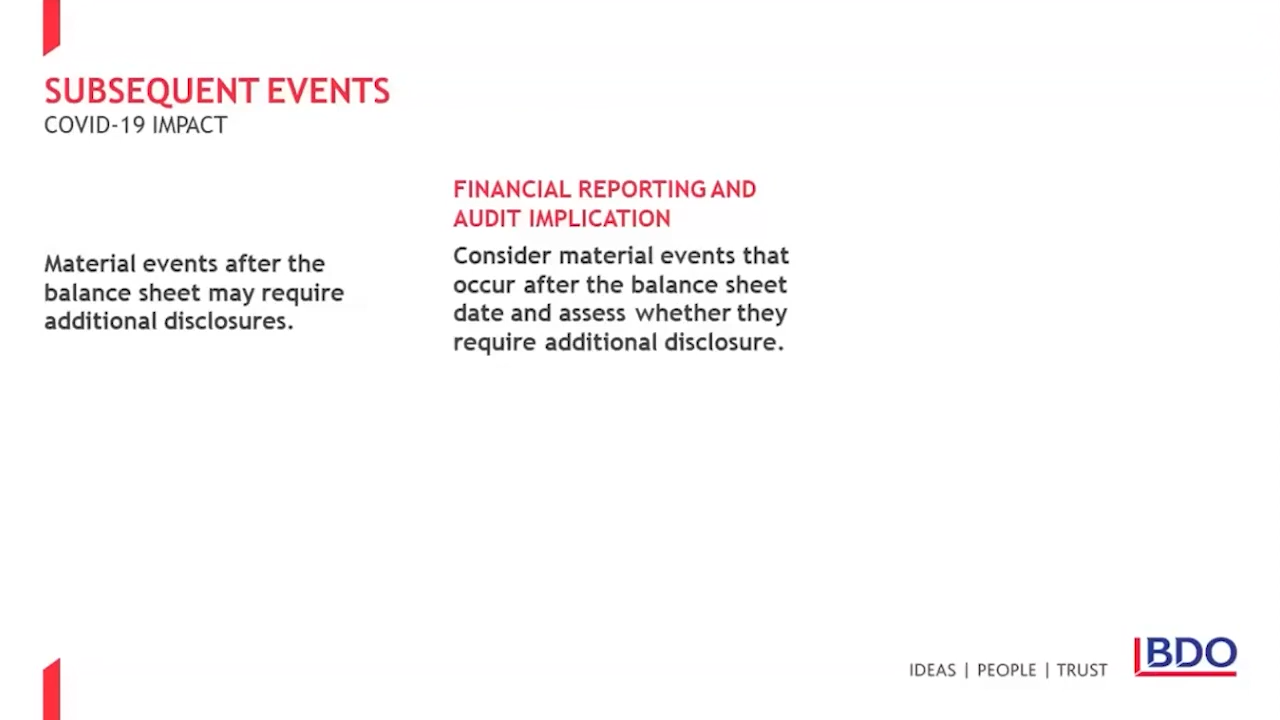 SUBSEQUENT EVENTS
COVID-19 IMPACT
Material events after the
balance sheet may require
additional disclosures.
FINANCIAL REPORTING AND
AUDIT IMPLICATION
Consider material events that
occur after the balance sheet
date and assess whether they
require additional disclosure.
IDEAS | PEOPLE | TRUST
BDO